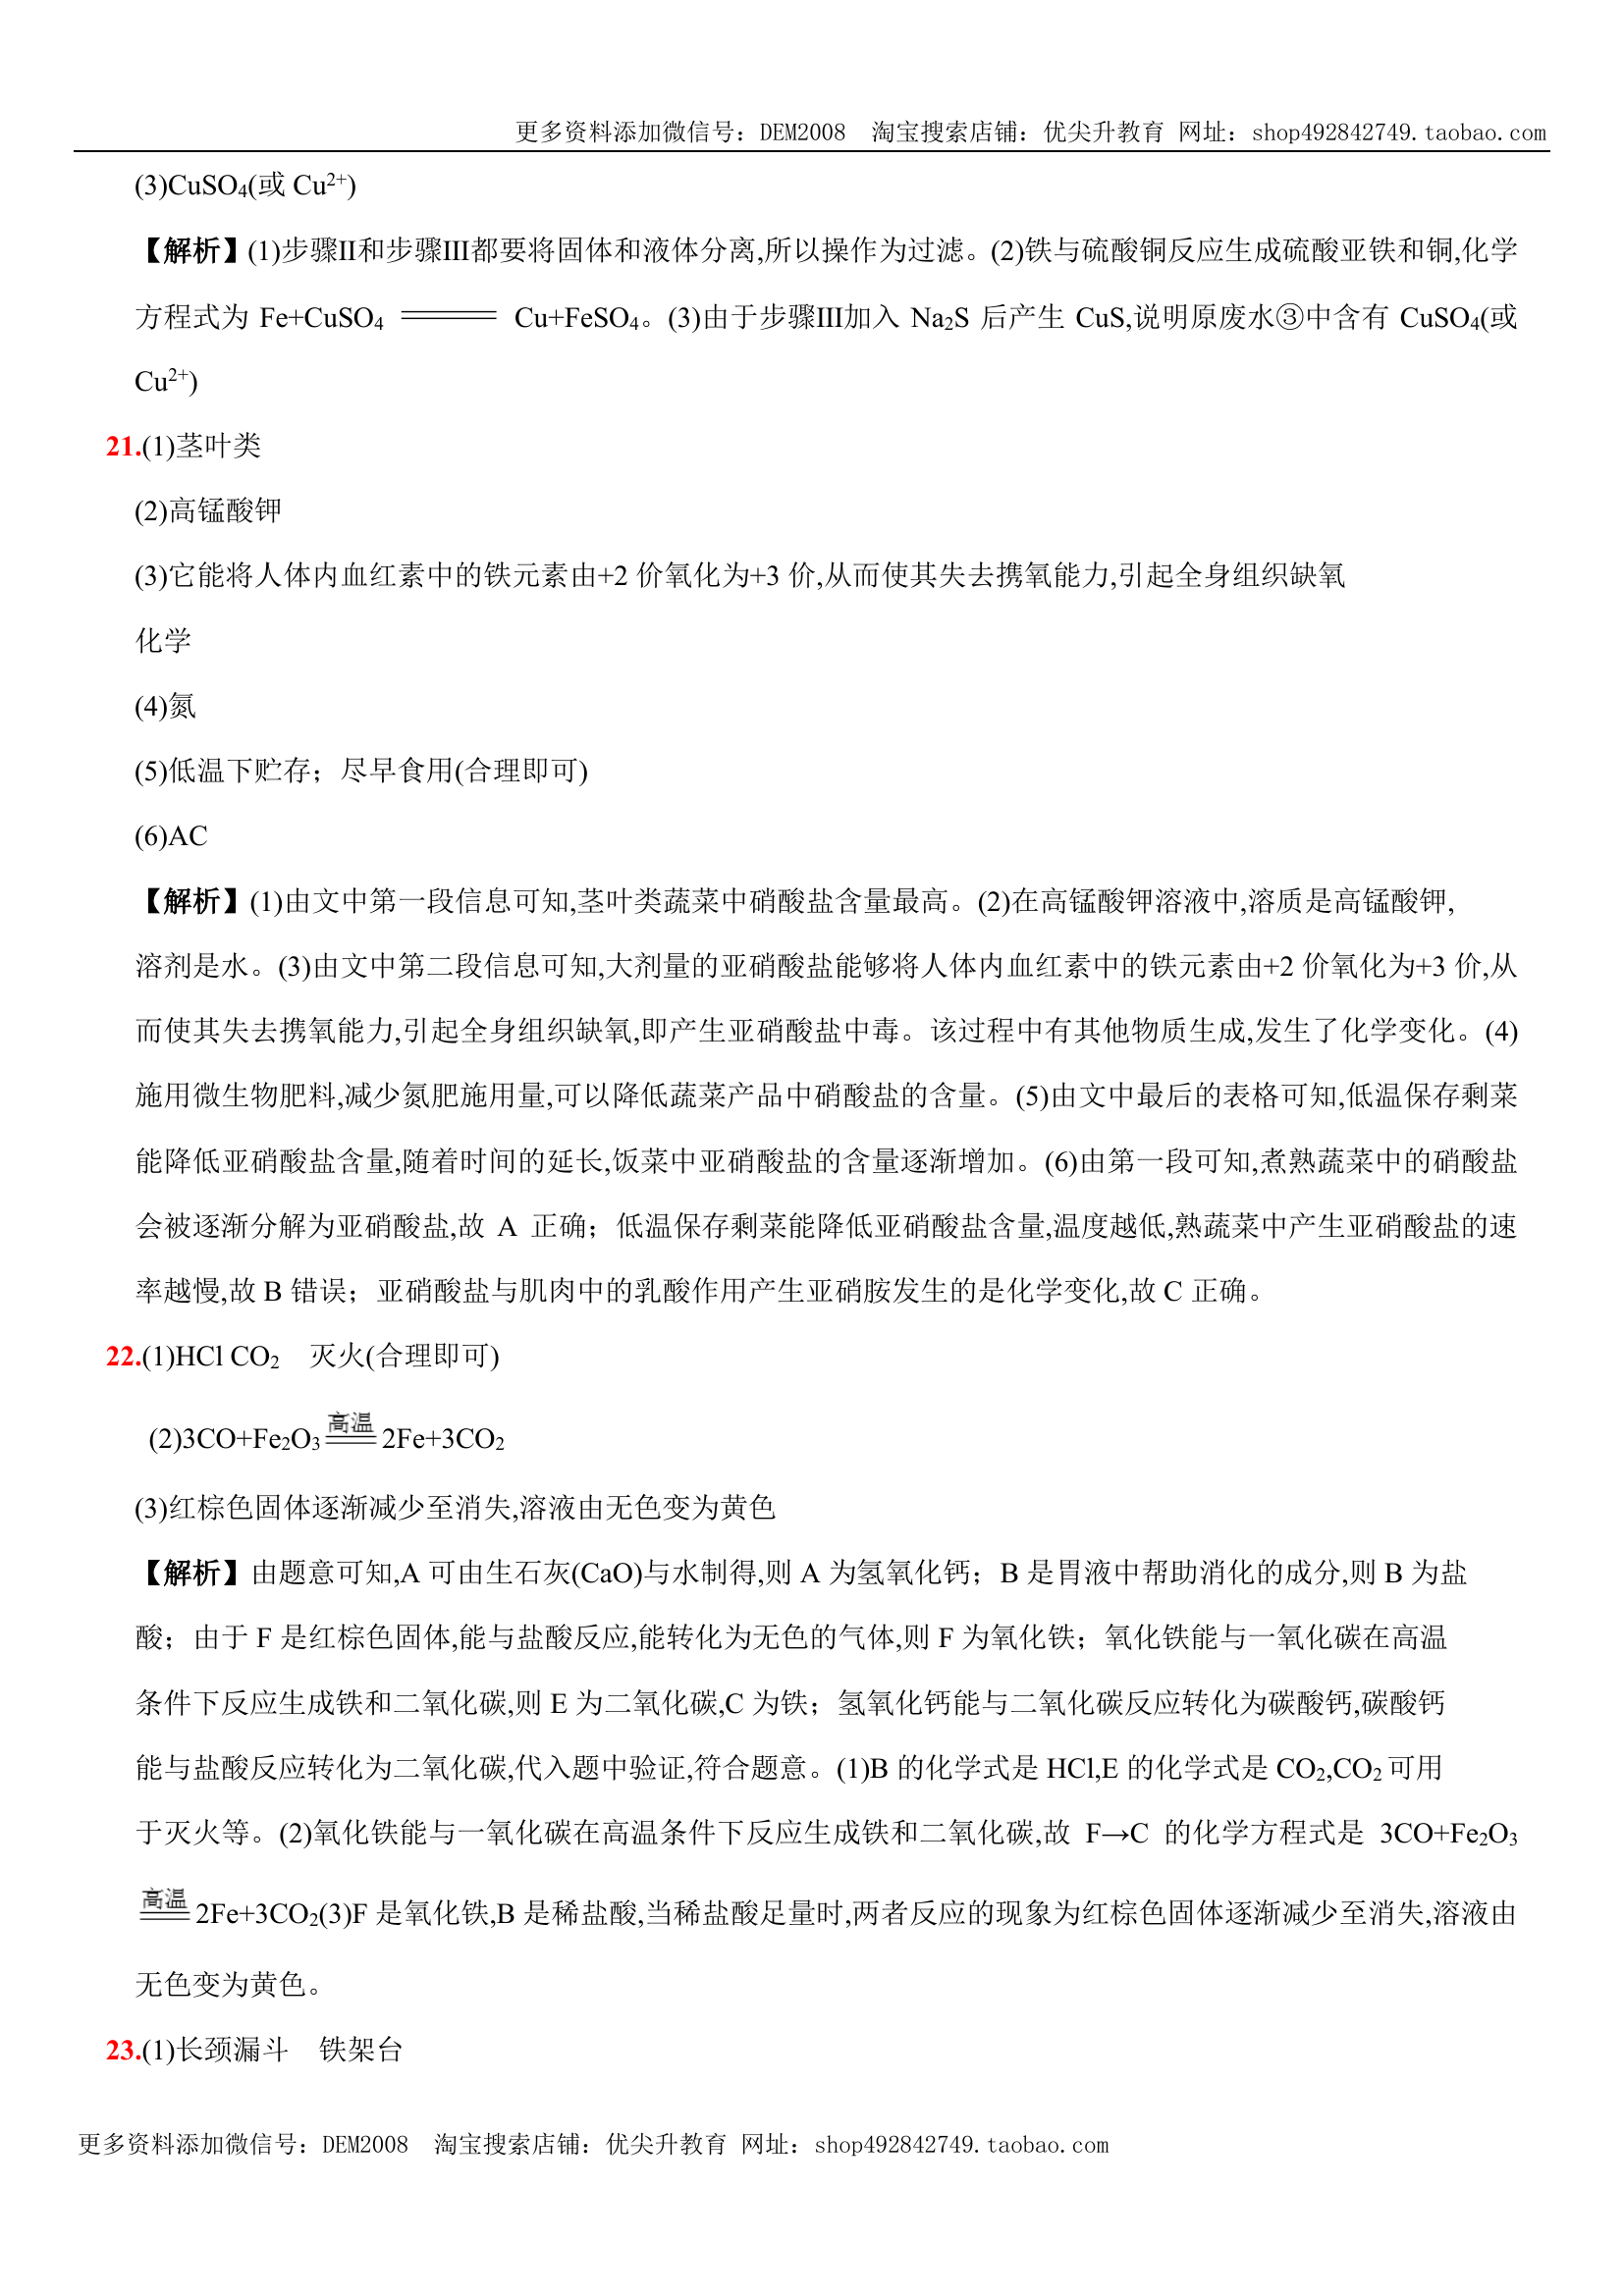 更多资料添加微信号：DEM2008 淘宝搜索店铺：优尖升教育 网址：shop492842749.taobao.com
(3)CuSO₄(或 Cu²⁺)
【解析】(1)步骤Ⅱ和步骤Ⅲ都要将固体和液体分离,所以操作为过滤。(2)铁与硫酸铜反应生成硫酸亚铁和铜,化学
方程式为 Fe+CuSO₄ ═══ Cu+FeSO₄。(3)由于步骤Ⅲ加入 Na₂S 后产生 CuS,说明原废水③中含有 CuSO₄(或
Cu²⁺)
21.(1)茎叶类
(2)高锰酸钾
(3)它能将人体内血红素中的铁元素由+2 价氧化为+3 价,从而使其失去携氧能力,引起全身组织缺氧
化学
(4)氮
(5)低温下贮存；尽早食用(合理即可)
(6)AC
【解析】(1)由文中第一段信息可知,茎叶类蔬菜中硝酸盐含量最高。(2)在高锰酸钾溶液中,溶质是高锰酸钾,
溶剂是水。(3)由文中第二段信息可知,大剂量的亚硝酸盐能够将人体内血红素中的铁元素由+2 价氧化为+3 价,从
而使其失去携氧能力,引起全身组织缺氧,即产生亚硝酸盐中毒。该过程中有其他物质生成,发生了化学变化。(4)
施用微生物肥料,减少氮肥施用量,可以降低蔬菜产品中硝酸盐的含量。(5)由文中最后的表格可知,低温保存剩菜
能降低亚硝酸盐含量,随着时间的延长,饭菜中亚硝酸盐的含量逐渐增加。(6)由第一段可知,煮熟蔬菜中的硝酸盐
会被逐渐分解为亚硝酸盐,故 A 正确；低温保存剩菜能降低亚硝酸盐含量,温度越低,熟蔬菜中产生亚硝酸盐的速
率越慢,故 B 错误；亚硝酸盐与肌肉中的乳酸作用产生亚硝胺发生的是化学变化,故 C 正确。
22.(1)HCl CO₂ 灭火(合理即可)
(2)3CO+Fe₂O₃ 高温═══ 2Fe+3CO₂
(3)红棕色固体逐渐减少至消失,溶液由无色变为黄色
【解析】由题意可知,A 可由生石灰(CaO)与水制得,则 A 为氢氧化钙；B 是胃液中帮助消化的成分,则 B 为盐
酸；由于 F 是红棕色固体,能与盐酸反应,能转化为无色的气体,则 F 为氧化铁；氧化铁能与一氧化碳在高温
条件下反应生成铁和二氧化碳,则 E 为二氧化碳,C 为铁；氢氧化钙能与二氧化碳反应转化为碳酸钙,碳酸钙
能与盐酸反应转化为二氧化碳,代入题中验证,符合题意。(1)B 的化学式是 HCl,E 的化学式是 CO₂,CO₂可用
于灭火等。(2)氧化铁能与一氧化碳在高温条件下反应生成铁和二氧化碳,故 F→C 的化学方程式是 3CO+Fe₂O₃
高温═══ 2Fe+3CO₂(3)F 是氧化铁,B 是稀盐酸,当稀盐酸足量时,两者反应的现象为红棕色固体逐渐减少至消失,溶液由
无色变为黄色。
23.(1)长颈漏斗 铁架台
更多资料添加微信号：DEM2008 淘宝搜索店铺：优尖升教育 网址：shop492842749.taobao.com